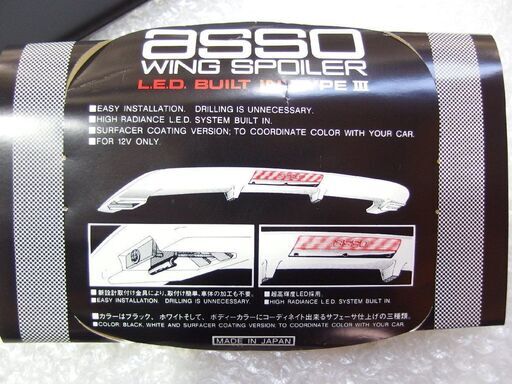 asso
WING SPOILER
L.E.D. BUILT IN TYPE III
■EASY INSTALLATION. DRILLING IS UNNECESSARY.
■HIGH RADIANCE L.E.D. SYSTEM BUILT IN.
■SURFACER COATING VERSION; TO COORDINATE COLOR WITH YOUR CAR.
■FOR 12V ONLY.
asso
■新設計取付け金具により、取付け簡単、車体の加工も不要。
■EASY INSTALLATION. DRILLING IS UNNECESSARY.
■超高輝度LED採用。
■HIGH RADIANCE L.E.D. SYSTEM BUILT IN.
■カラーはブラック、ホワイトそして、ボディーカラーにコーディネイト出来るサフェーサ仕上げの三種類。
■COLOR: BLACK, WHITE AND SURFACER COATING VERSION; TO COORDINATE COLOR WITH YOUR CAR.
MADE IN JAPAN